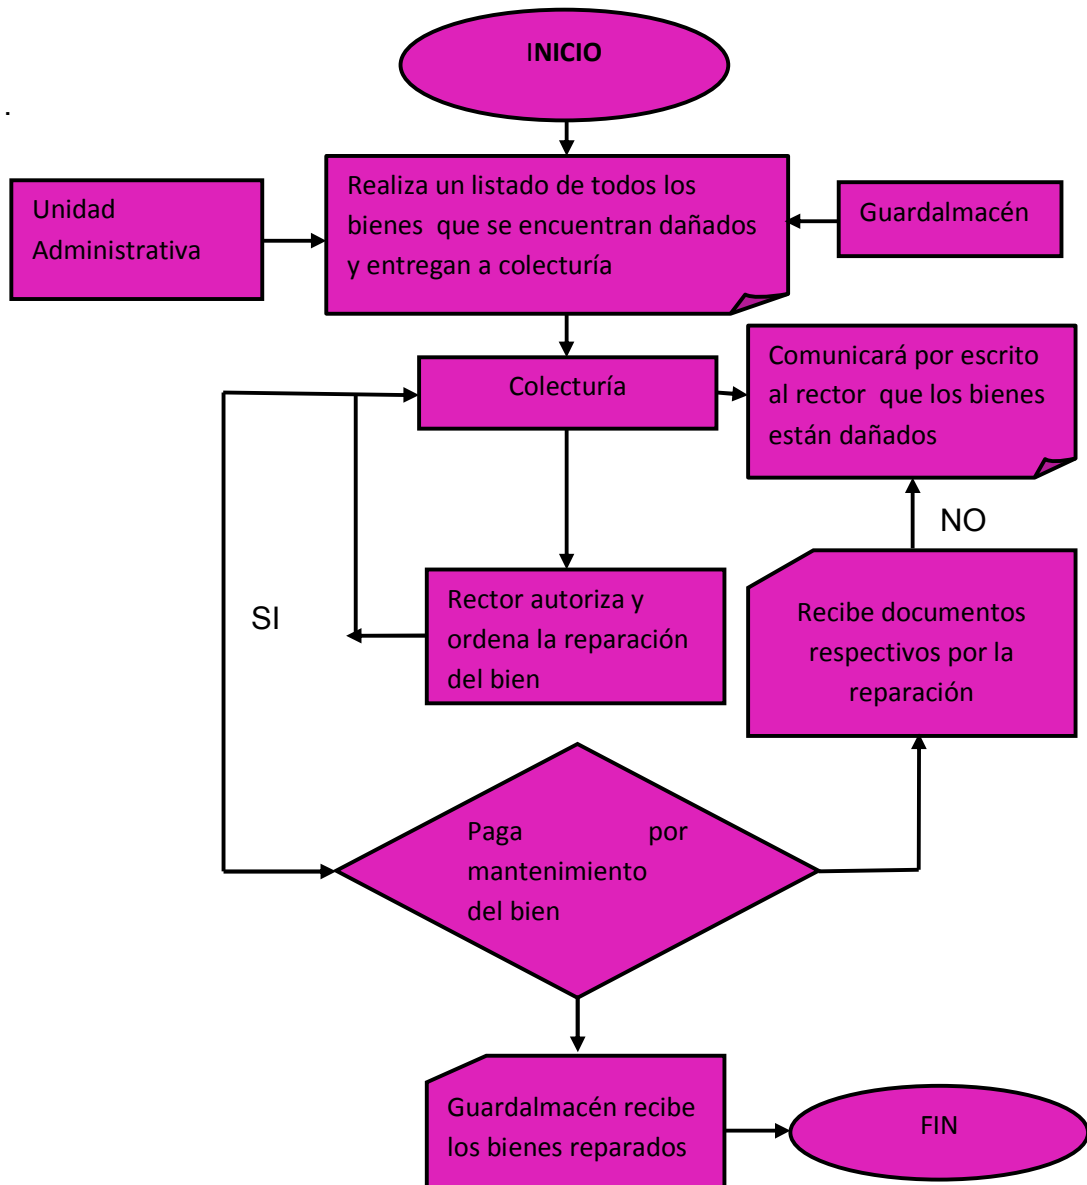 INICIO
.
Unidad
Administrativa
Realiza un listado de todos los
bienes que se encuentran dañados
y entregan a colecturía
Guardalmacén
Colecturía
Comunicará por escrito
al rector que los bienes
están dañados
NO
SI
Rector autoriza y
ordena la reparación
del bien
Recibe documentos
respectivos por la
reparación
Paga por
mantenimiento
del bien
Guardalmacén recibe
los bienes reparados
FIN